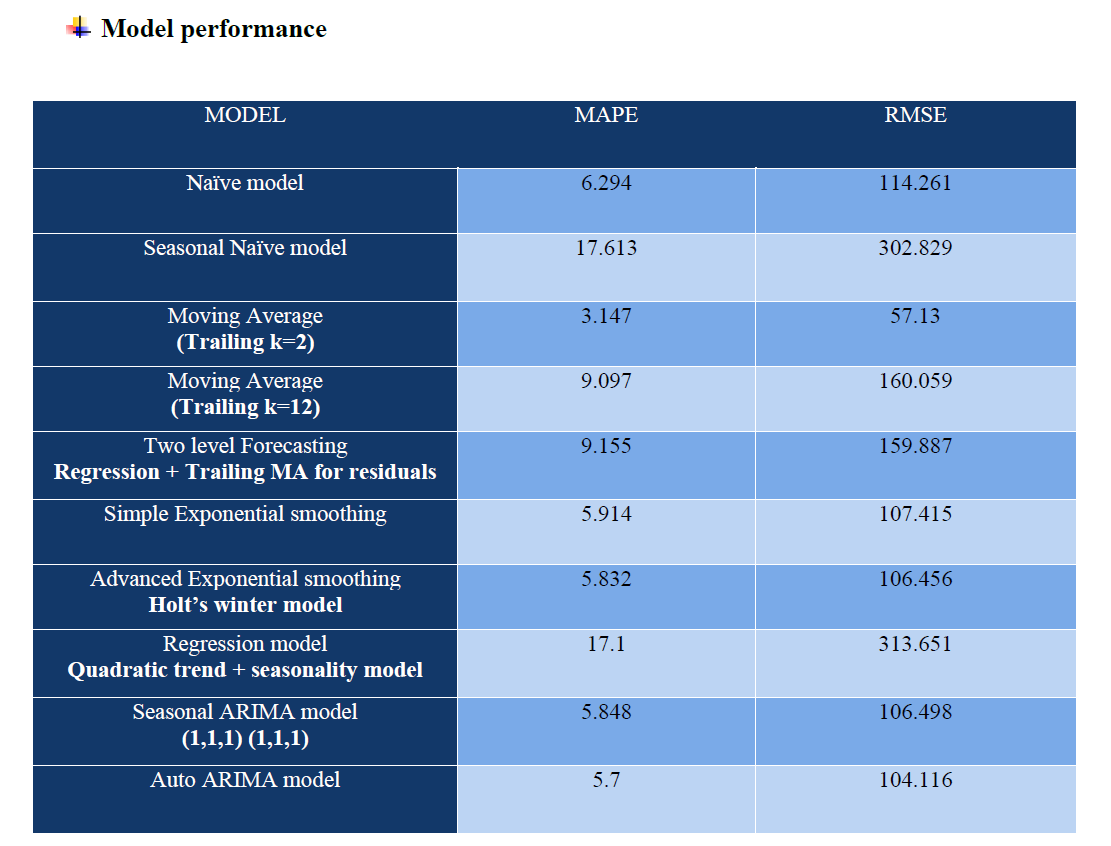 Model performance
MODEL MAPE RMSE
Naïve model 6.294 114.261
Seasonal Naïve model 17.613 302.829
Moving Average 3.147 57.13
(Trailing k=2)
Moving Average 9.097 160.059
(Trailing k=12)
Two level Forecasting 9.155 159.887
Regression + Trailing MA for residuals
Simple Exponential smoothing 5.914 107.415
Advanced Exponential smoothing 5.832 106.456
Holt’s winter model
Regression model 17.1 313.651
Quadratic trend + seasonality model
Seasonal ARIMA model 5.848 106.498
(1,1,1) (1,1,1)
Auto ARIMA model 5.7 104.116